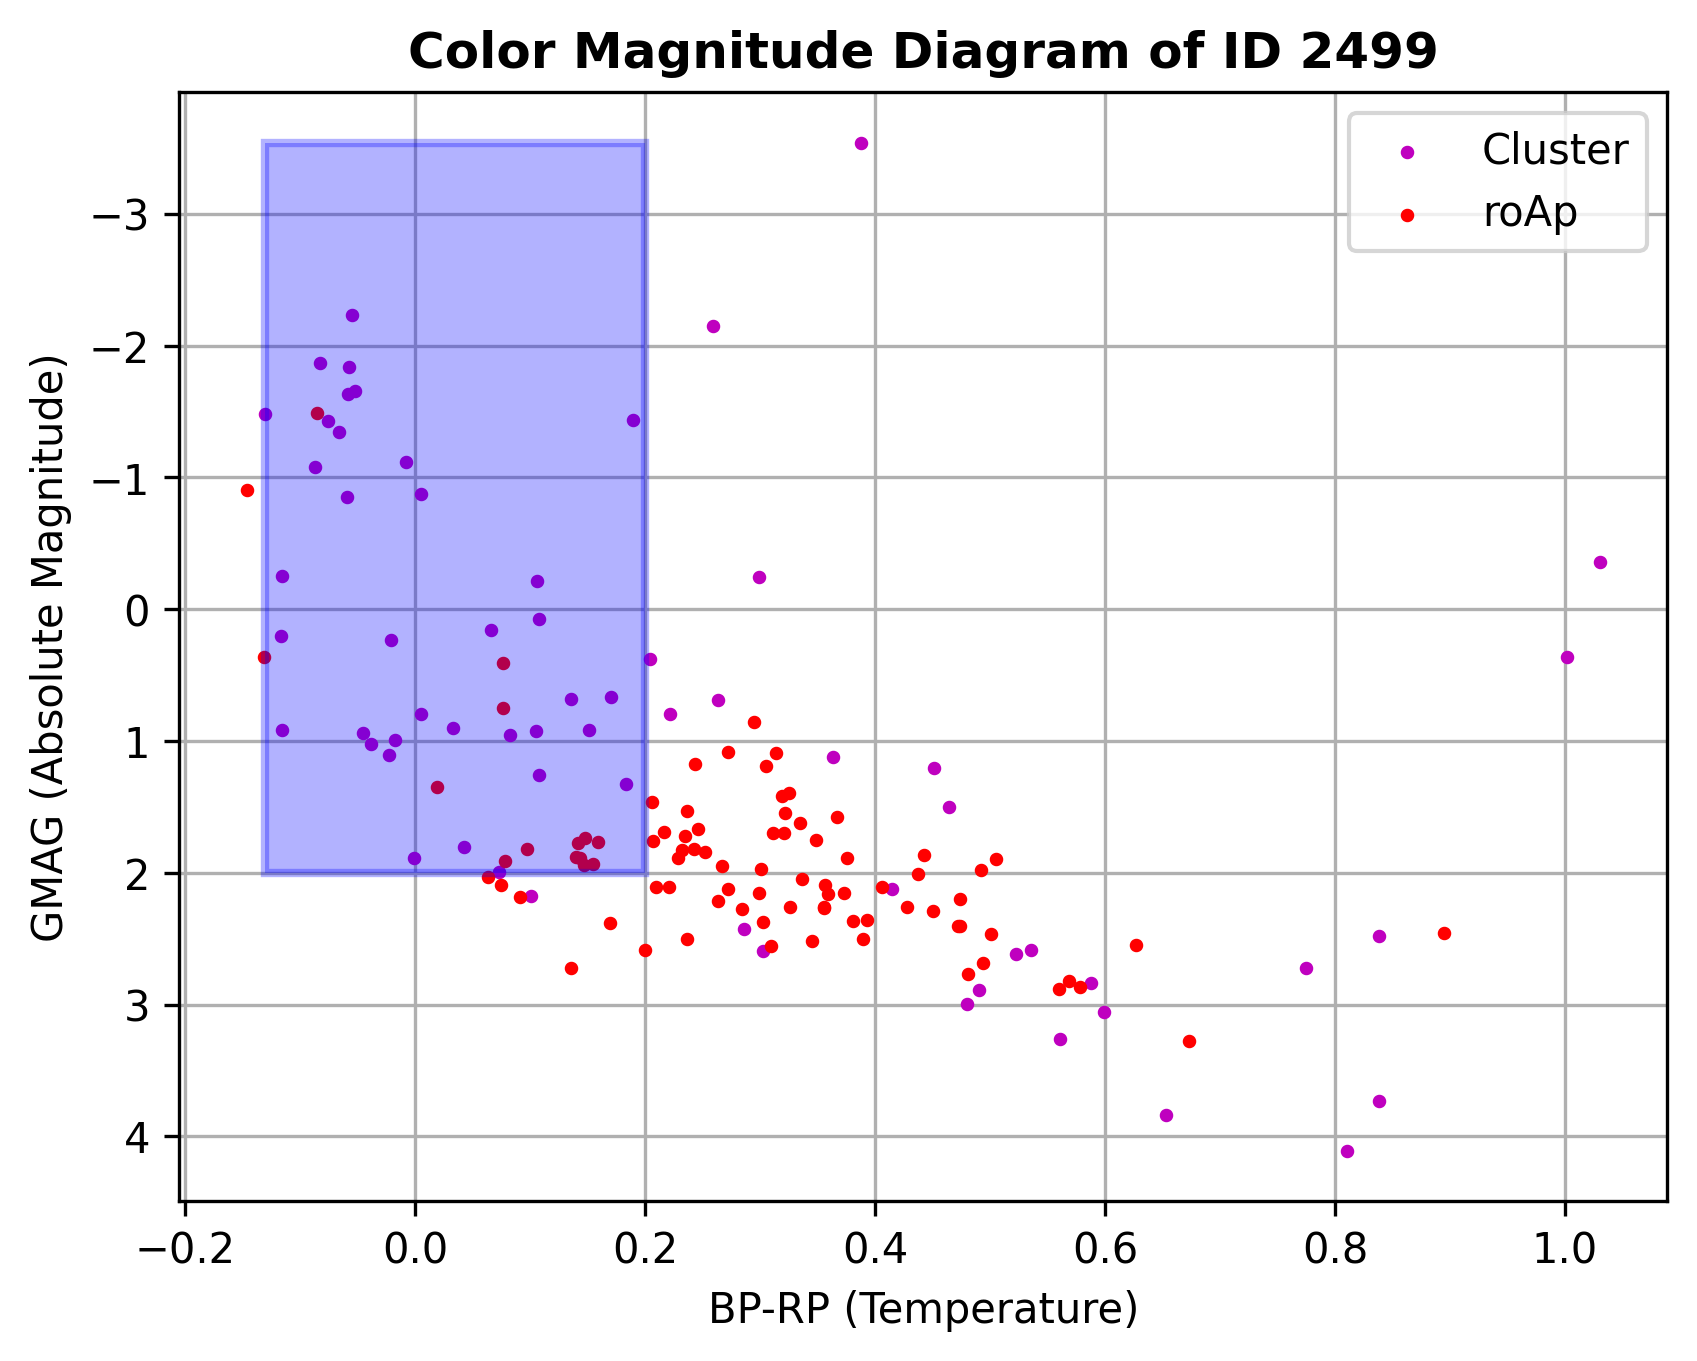 Color Magnitude Diagram of ID 2499
Cluster
roAp
−3
−2
−1
0
1
2
3
4
GMAG (Absolute Magnitude)
−0.2 0.0 0.2 0.4 0.6 0.8 1.0
BP-RP (Temperature)